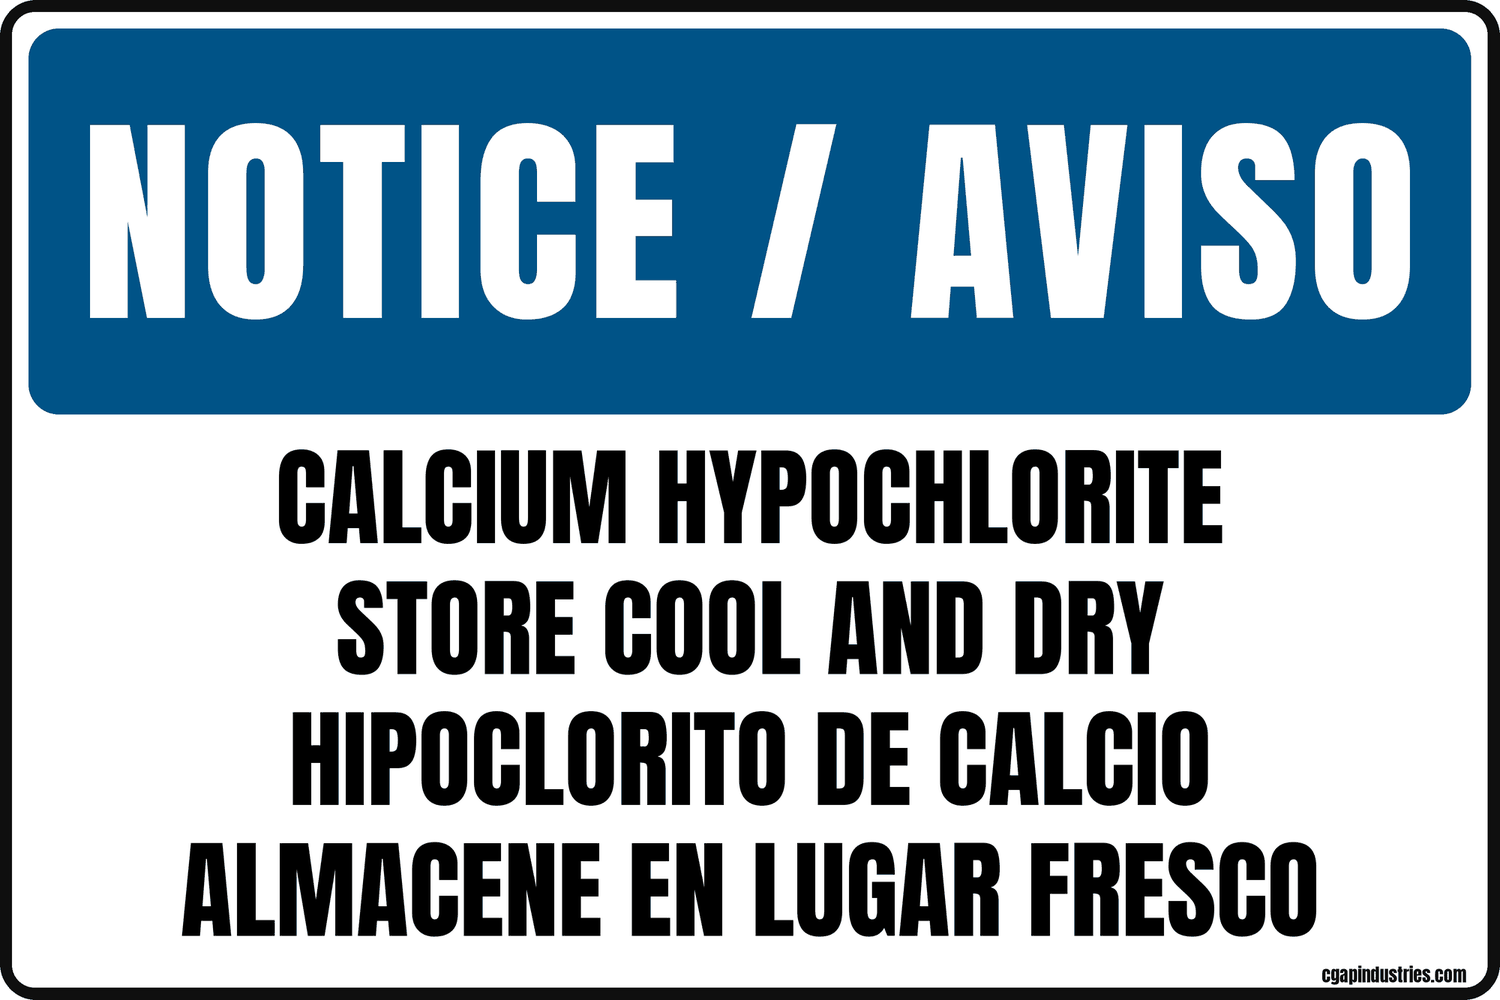 NOTICE / AVISO
CALCIUM HYPOCHLORITE
STORE COOL AND DRY
HIPOCLORITO DE CALCIO
ALMACENE EN LUGAR FRESCO
cgapindustries.com